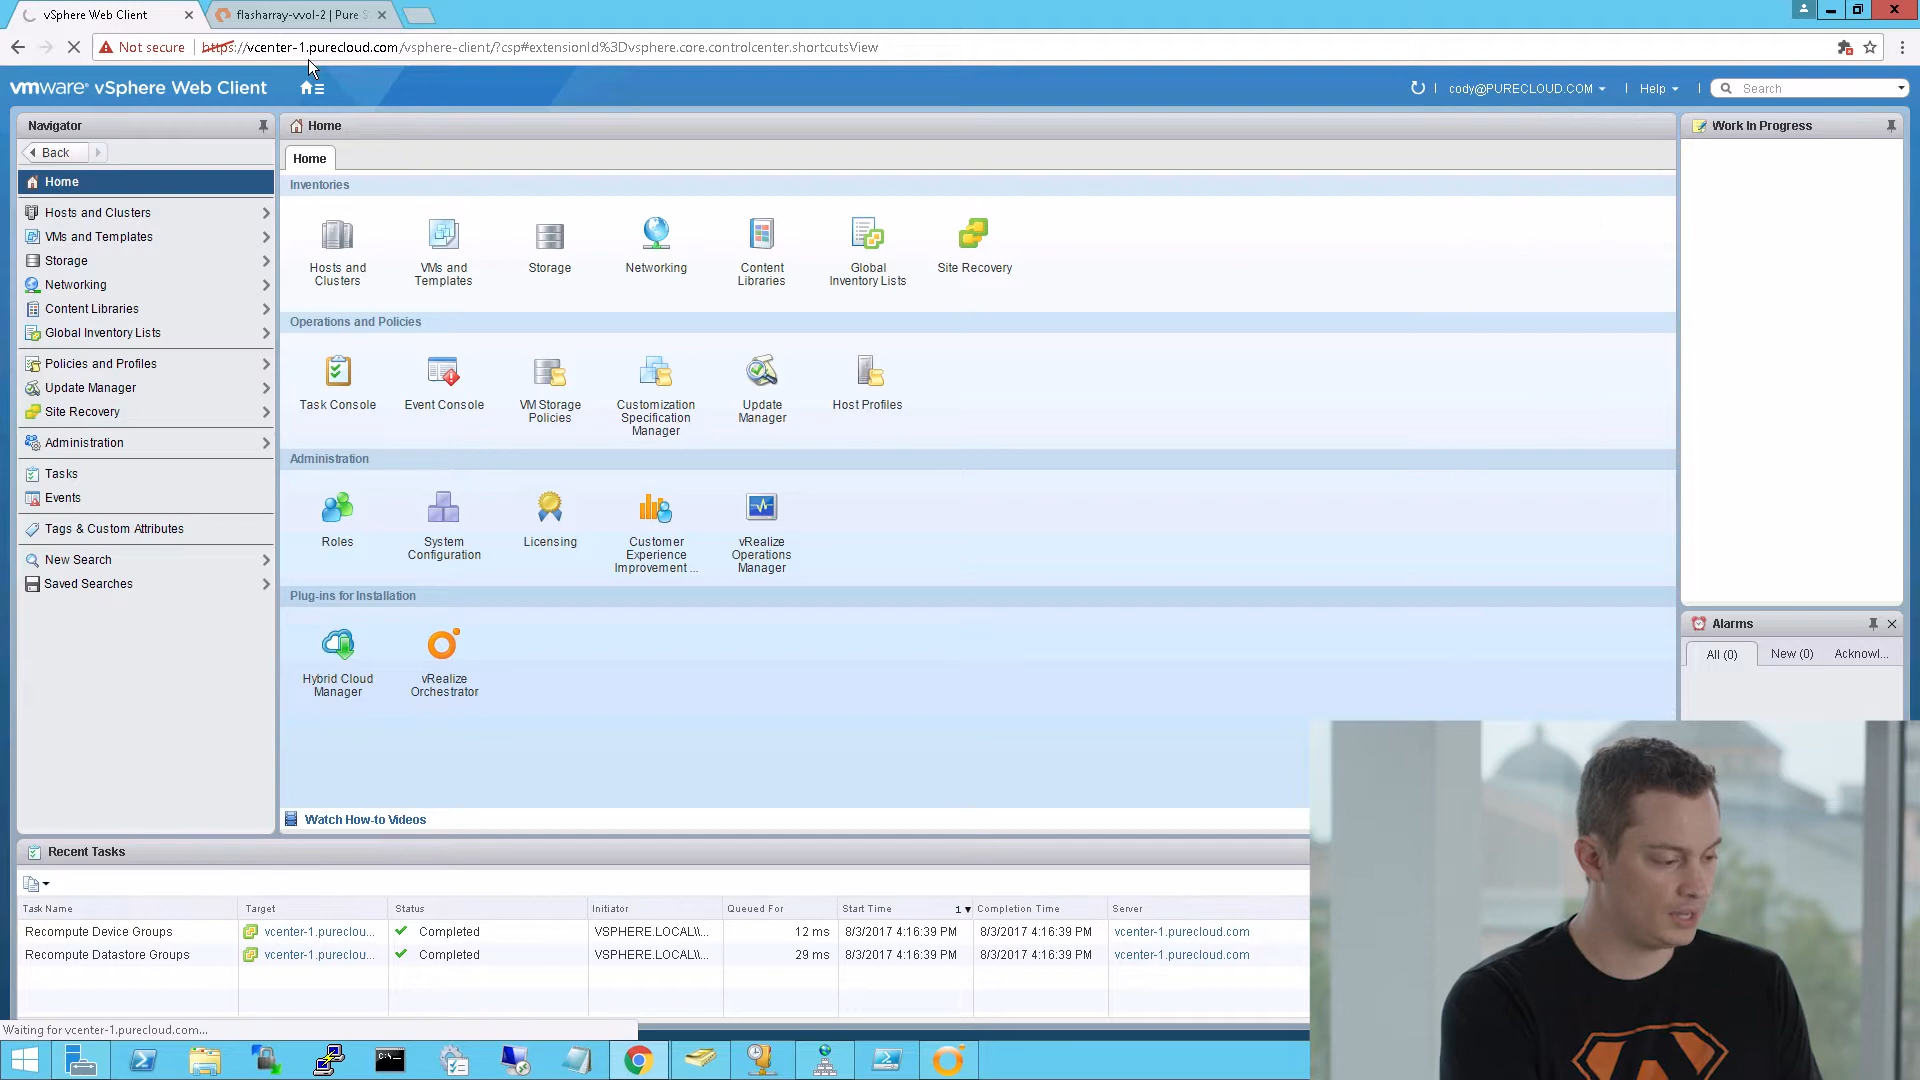 vSphere Web Client
flasharray-vvol-2 | Pure S
Not secure
https://vcenter-1.purecloud.com/vsphere-client/?csp#extensionId%3Dvsphere.core.controlcenter.shortcutsView
vmware® vSphere Web Client
cody@PURECLOUD.COM
Help
Search
Navigator
Back
Home
Hosts and Clusters
VMs and Templates
Storage
Networking
Content Libraries
Global Inventory Lists
Policies and Profiles
Update Manager
Site Recovery
Administration
Tasks
Events
Tags & Custom Attributes
New Search
Saved Searches
Home
Home
Inventories
Hosts and
Clusters
VMs and
Templates
Storage
Networking
Content
Libraries
Global
Inventory Lists
Site Recovery
Operations and Policies
Task Console
Event Console
VM Storage
Policies
Customization
Specification
Manager
Update
Manager
Host Profiles
Administration
Roles
System
Configuration
Licensing
Customer
Experience
Improvement ...
vRealize
Operations
Manager
Plug-ins for Installation
Hybrid Cloud
Manager
vRealize
Orchestrator
Watch How-to Videos
Work In Progress
Alarms
All (0)
New (0)
Acknowl...
Recent Tasks
Task Name
Target
Status
Initiator
Queued For
Start Time
1
Completion Time
Server
Recompute Device Groups
vcenter-1.pureclou...
Completed
VSPHERE.LOCAL\\...
12 ms
8/3/2017 4:16:39 PM
8/3/2017 4:16:39 PM
vcenter-1.purecloud.com
Recompute Datastore Groups
vcenter-1.pureclou...
Completed
VSPHERE.LOCAL\\...
29 ms
8/3/2017 4:16:39 PM
8/3/2017 4:16:39 PM
vcenter-1.purecloud.com
Waiting for vcenter-1.purecloud.com...